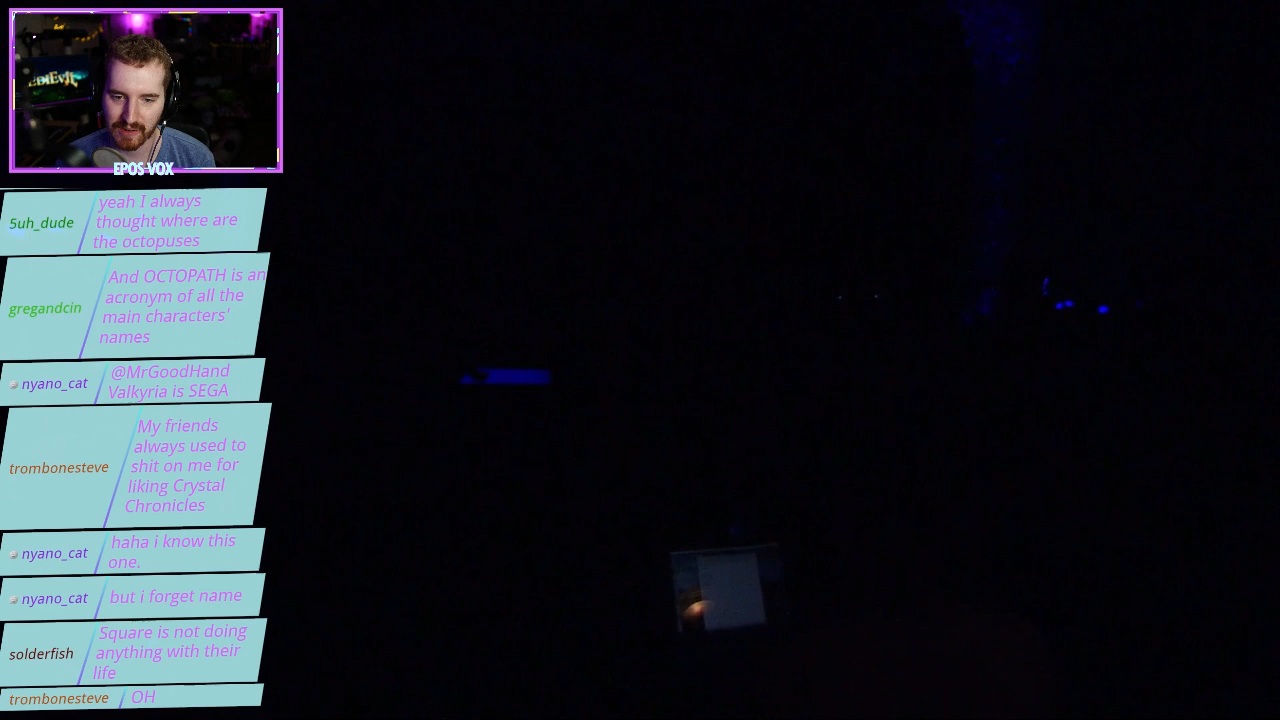 EDIEVIL
EPOS VOX
5uh_dude
yeah I always
thought where are
the octopuses
gregandcin
And OCTOPATH is an
acronym of all the
main characters'
names
nyano_cat
@MrGoodHand
Valkyria is SEGA
trombonesteve
My friends
always used to
shit on me for
liking Crystal
Chronicles
nyano_cat
haha i know this
one.
nyano_cat
but i forget name
solderfish
Square is not doing
anything with their
life
trombonesteve
OH